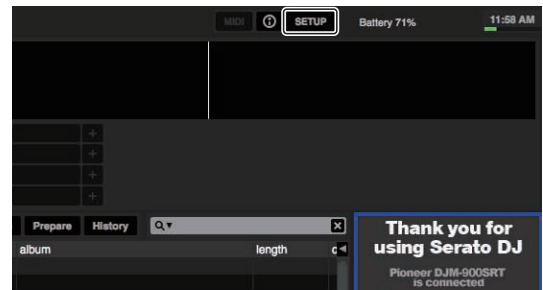 MIDI SETUP Battery 71% 11:58 AM
+
+
+
+
Prepare History
album length c
Thank you for
using Serato DJ
Pioneer DJM-900SRT
is connected